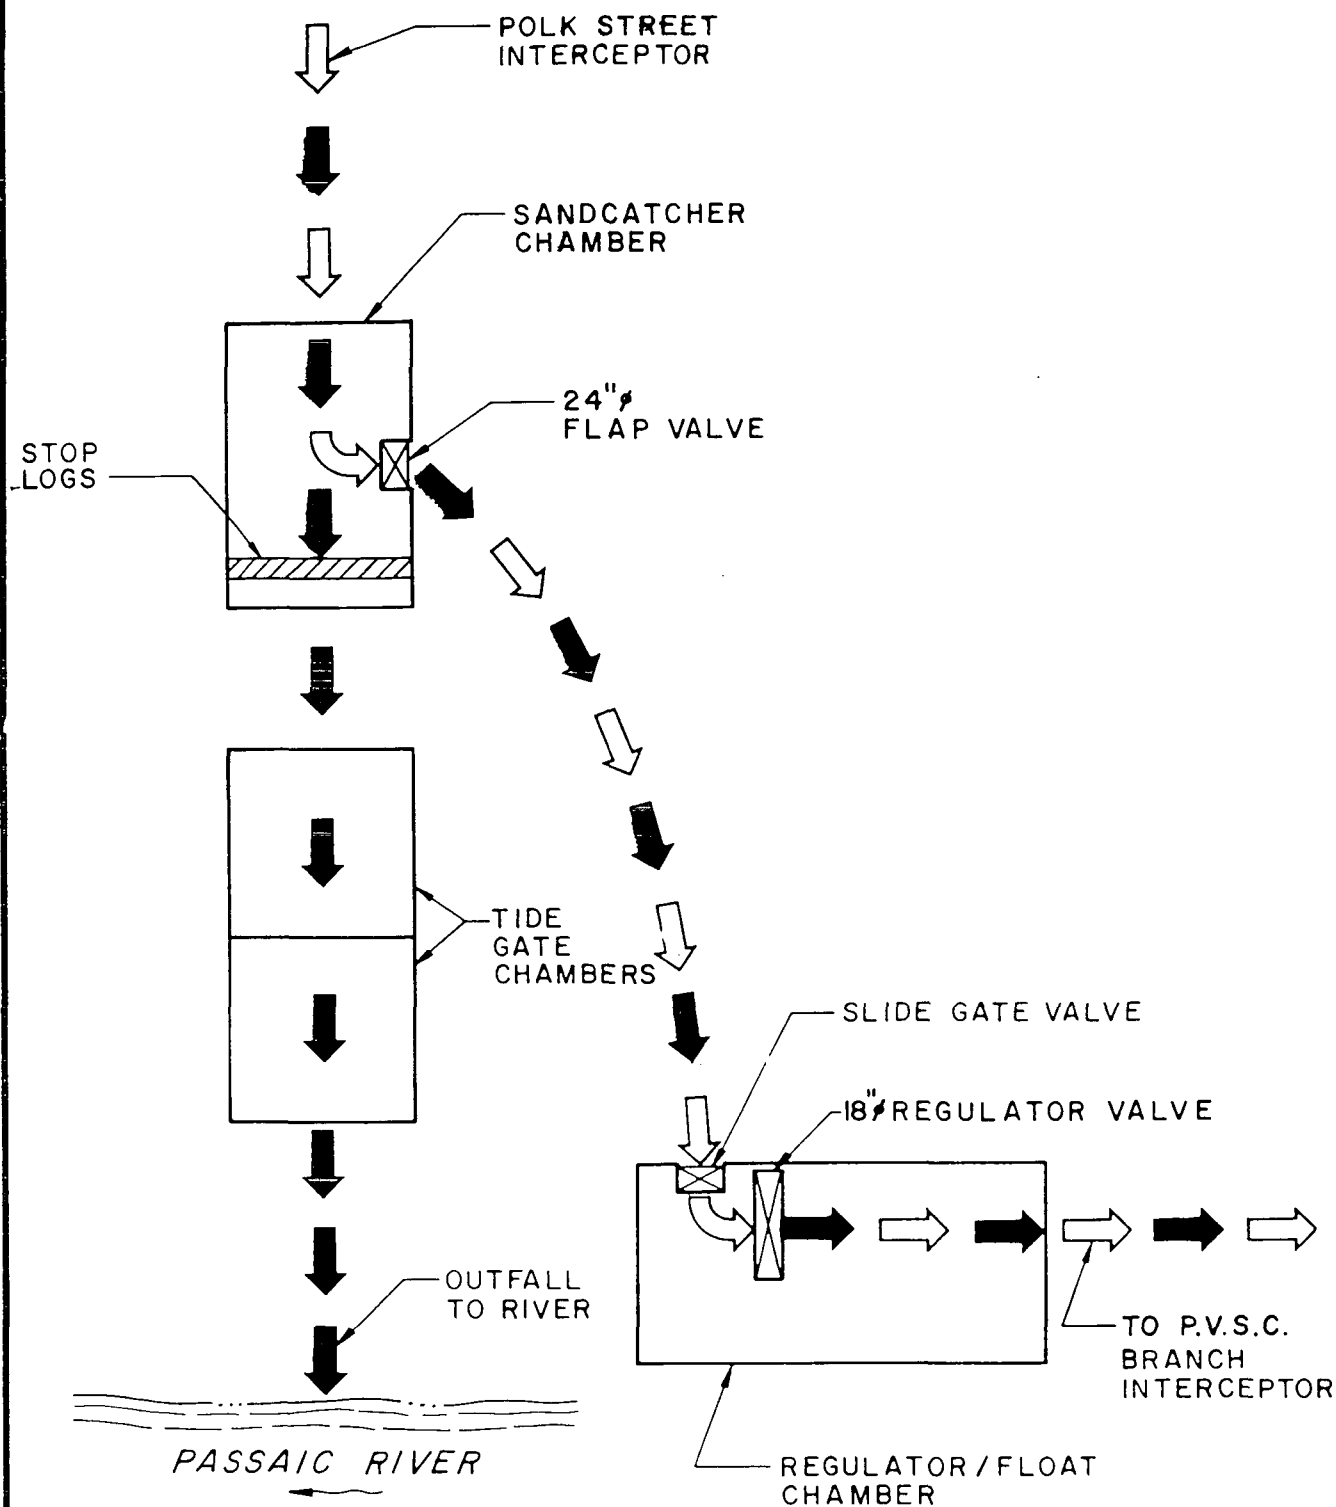 POLK STREET
INTERCEPTOR
SANDCATCHER
CHAMBER
24"ø
FLAP VALVE
STOP
LOGS
TIDE
GATE
CHAMBERS
SLIDE GATE VALVE
18"ø REGULATOR VALVE
OUTFALL
TO RIVER
TO P.V.S.C.
BRANCH
INTERCEPTOR
PASSAIC RIVER
REGULATOR/FLOAT
CHAMBER